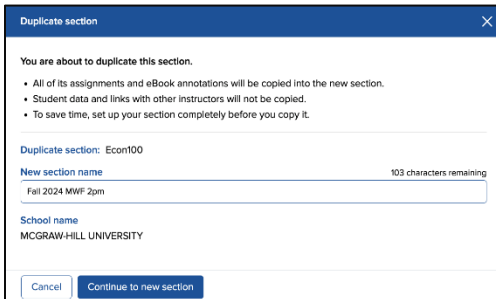 Duplicate section
You are about to duplicate this section.
• All of its assignments and eBook annotations will be copied into the new section.
• Student data and links with other instructors will not be copied.
• To save time, set up your section completely before you copy it.
Duplicate section: Econ100
New section name 103 characters remaining
Fall 2024 MWF 2pm
School name
MCGRAW-HILL UNIVERSITY
Cancel Continue to new section